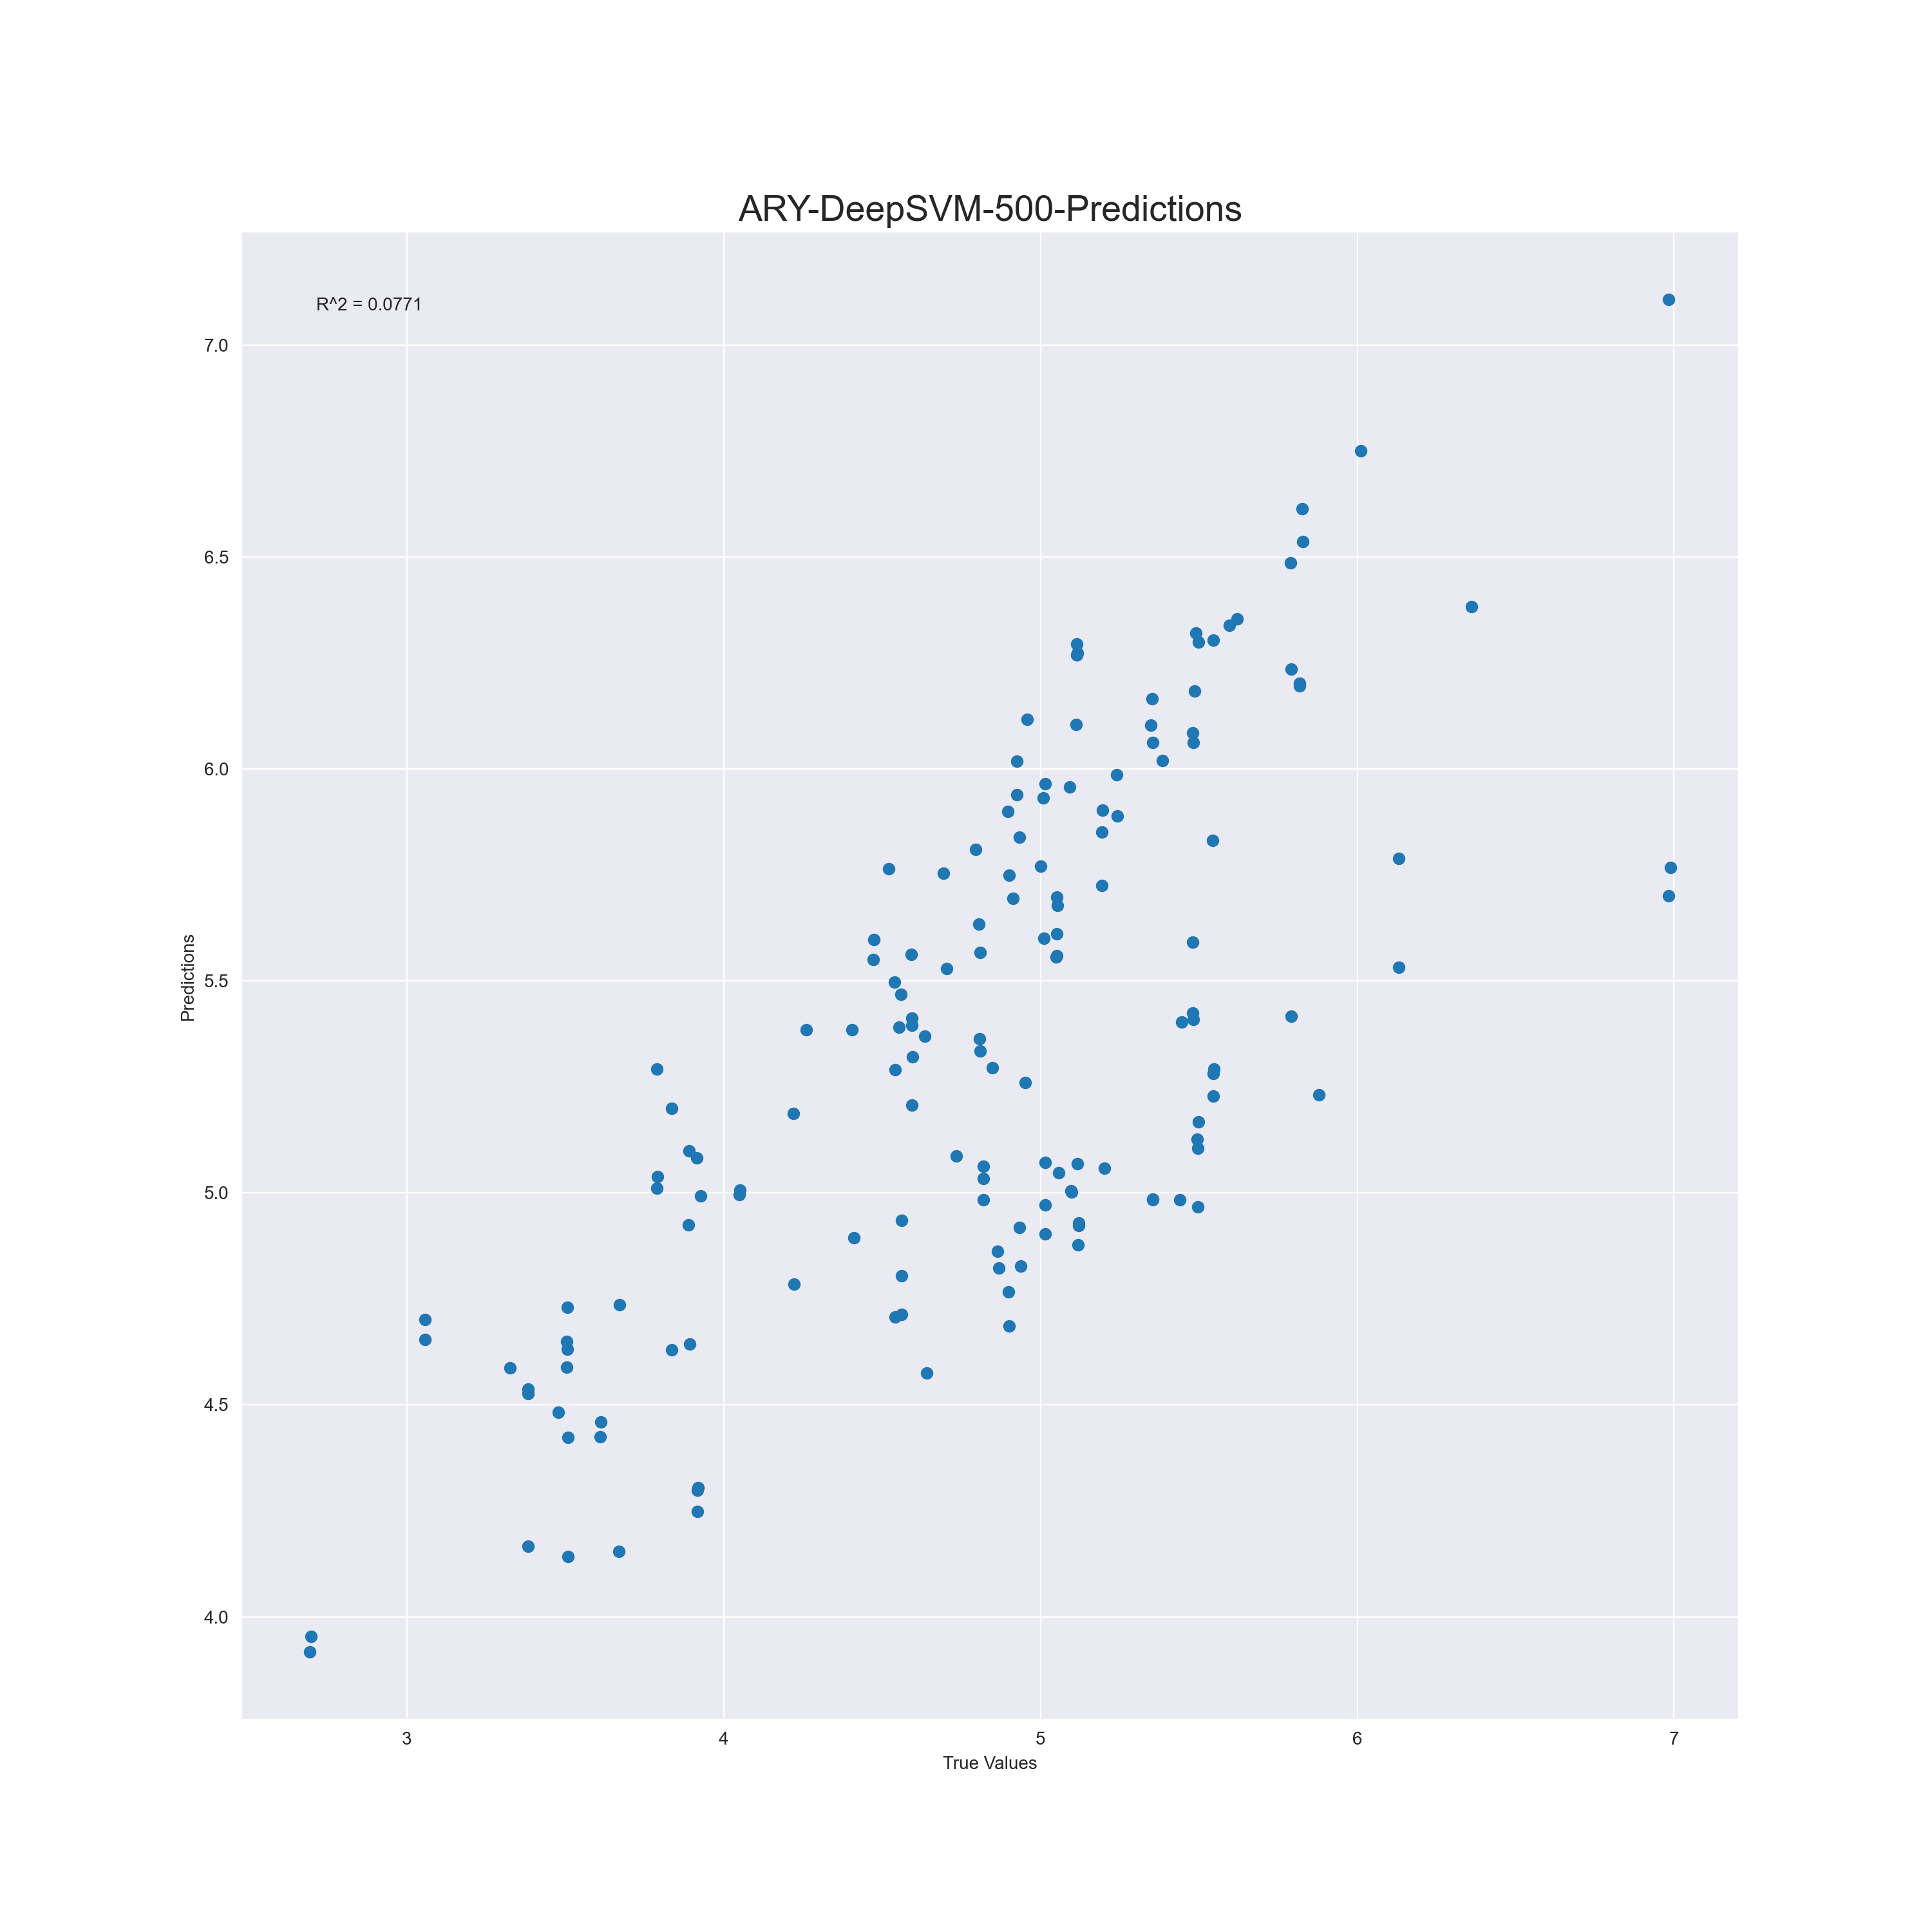 ARY-DeepSVM-500-Predictions
R^2 = 0.0771
7.0
6.5
6.0
5.5
5.0
4.5
4.0
Predictions
3 4 5 6 7
True Values